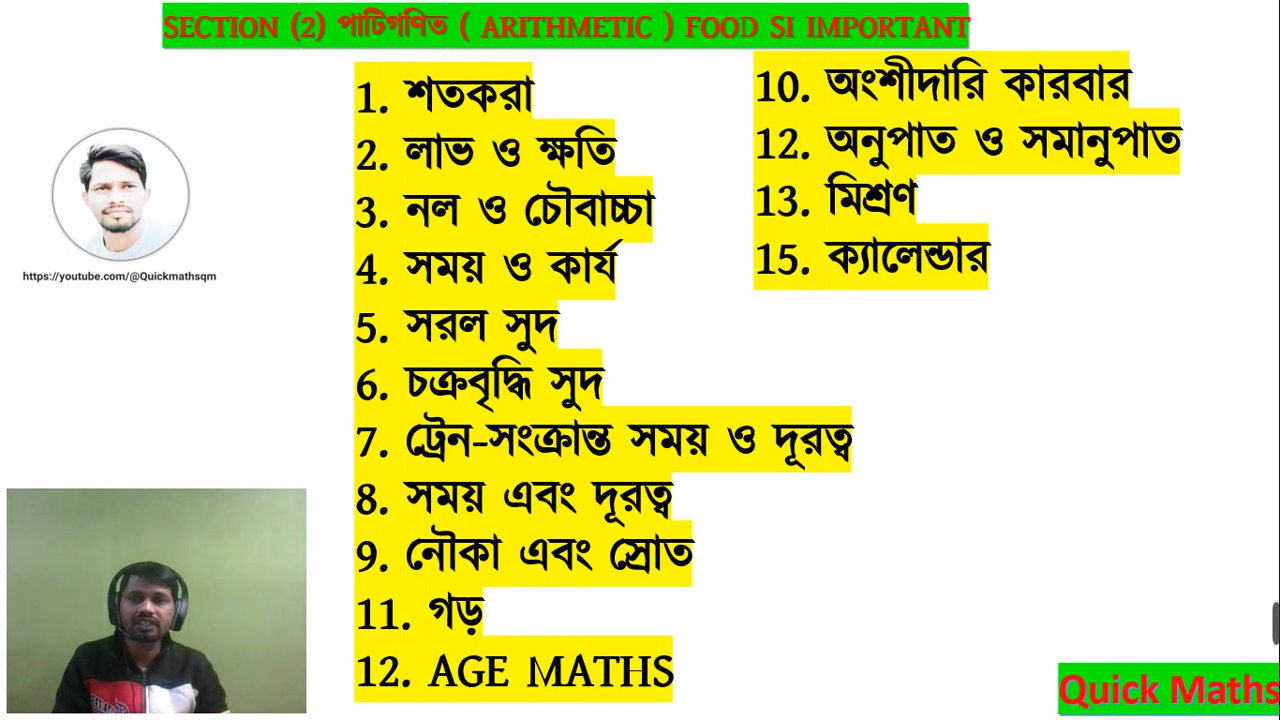 SECTION (2) পাটিগণিত ( ARITHMETIC ) FOOD SI IMPORTANT
1. শতকরা
2. লাভ ও ক্ষতি
3. নল ও চৌবাচ্চা
4. সময় ও কার্য
5. সরল সুদ
6. চক্রবৃদ্ধি সুদ
7. ট্রেন-সংক্রান্ত সময় ও দূরত্ব
8. সময় এবং দূরত্ব
9. নৌকা এবং স্রোত
11. গড়
12. AGE MATHS
10. অংশীদারি কারবার
12. অনুপাত ও সমানুপাত
13. মিশ্রণ
15. ক্যালেন্ডার
https://youtube.com/@Quickmathsqm
Quick Maths